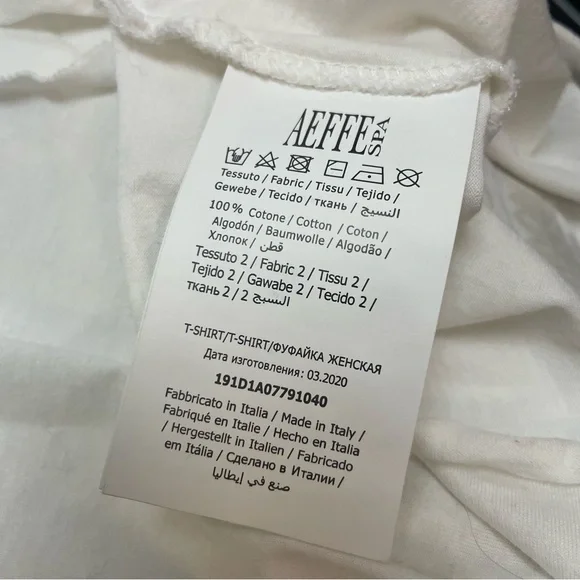 AEFFE SPA
Tessuto / Fabric / Tissu / Tejido /
Gewebe / Tecido / ткань / النسيج
100% Cotone / Cotton / Coton /
Algodón / Baumwolle / Algodão /
Хлопок / قطن
Tessuto 2 / Fabric 2 / Tissu 2 /
Tejido 2 / Gawabe 2 / Tecido 2 /
ткань 2 / 2 النسيج
T-SHIRT/T-SHIRT/ФУФАЙКА ЖЕНСКАЯ
Дата изготовления: 03.2020
191D1A07791040
Fabbricato in Italia / Made in Italy /
Fabriqué en Italie / Hecho en Italia
/ Hergestellt in Italien / Fabricado
em Itália / Сделано в Италии /
صنع في إيطاليا